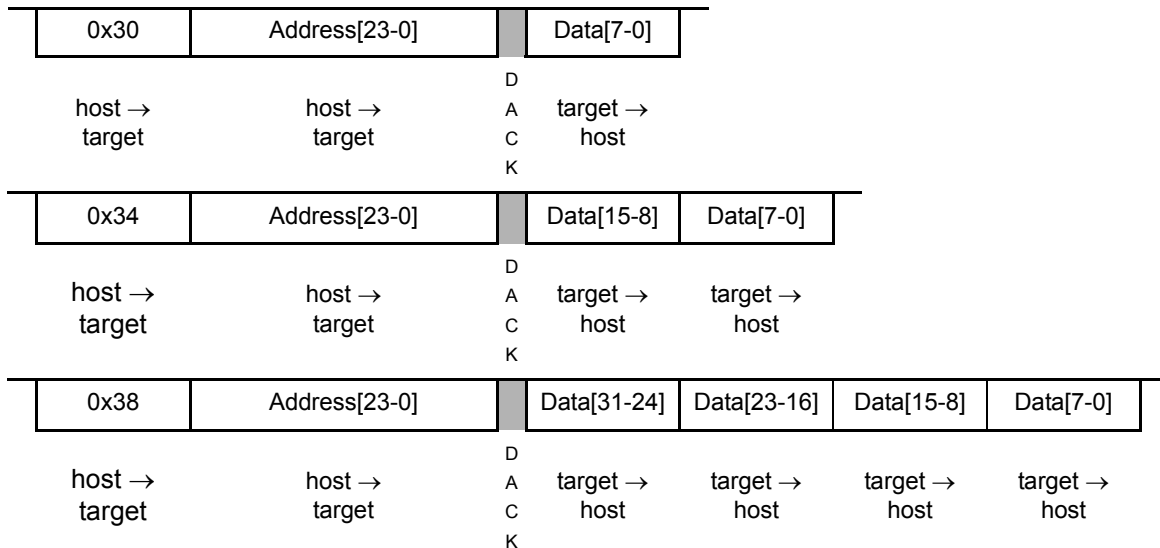 0x30 Address[23-0] Data[7-0]
D
A
C
K
host → host → target →
target target host
0x34 Address[23-0] Data[15-8] Data[7-0]
D
A
C
K
host → host → target → target →
target target host host
0x38 Address[23-0] Data[31-24] Data[23-16] Data[15-8] Data[7-0]
D
A
C
K
host → host → target → target → target → target →
target target host host host host